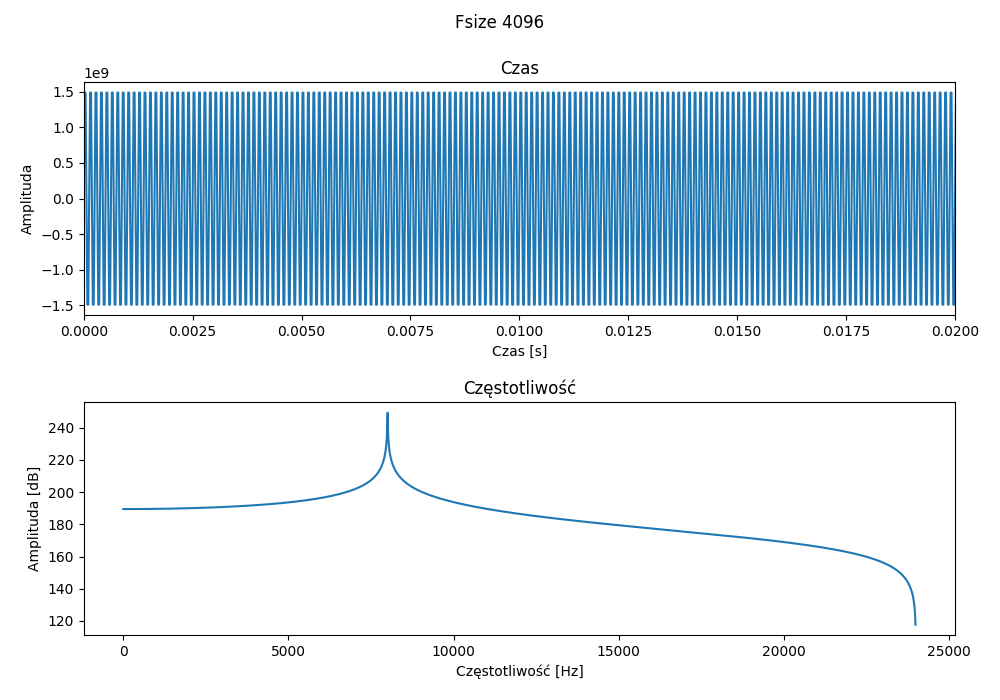 Fsize 4096
Czas
1e9
1.5
1.0
0.5
0.0
−0.5
−1.0
−1.5
Amplituda
0.0000 0.0025 0.0050 0.0075 0.0100 0.0125 0.0150 0.0175 0.0200
Czas [s]
Częstotliwość
240
220
200
180
160
140
120
Amplituda [dB]
0 5000 10000 15000 20000 25000
Częstotliwość [Hz]